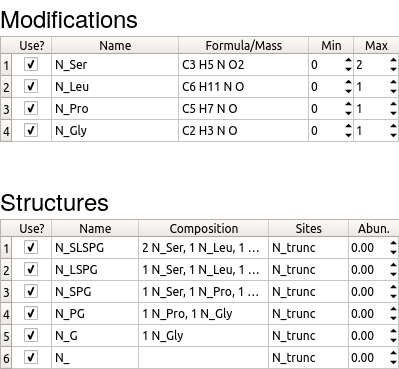 Modifications
Use? Name Formula/Mass Min Max
1 N_Ser C3 H5 N O2 0 2
2 N_Leu C6 H11 N O 0 1
3 N_Pro C5 H7 N O 0 1
4 N_Gly C2 H3 N O 0 1
Structures
Use? Name Composition Sites Abun.
1 N_SLSPG 2 N_Ser, 1 N_Leu, 1 ... N_trunc 0.00
2 N_LSPG 1 N_Ser, 1 N_Leu, 1 ... N_trunc 0.00
3 N_SPG 1 N_Ser, 1 N_Pro, 1 ... N_trunc 0.00
4 N_PG 1 N_Pro, 1 N_Gly N_trunc 0.00
5 N_G 1 N_Gly N_trunc 0.00
6 N_ N_trunc 0.00